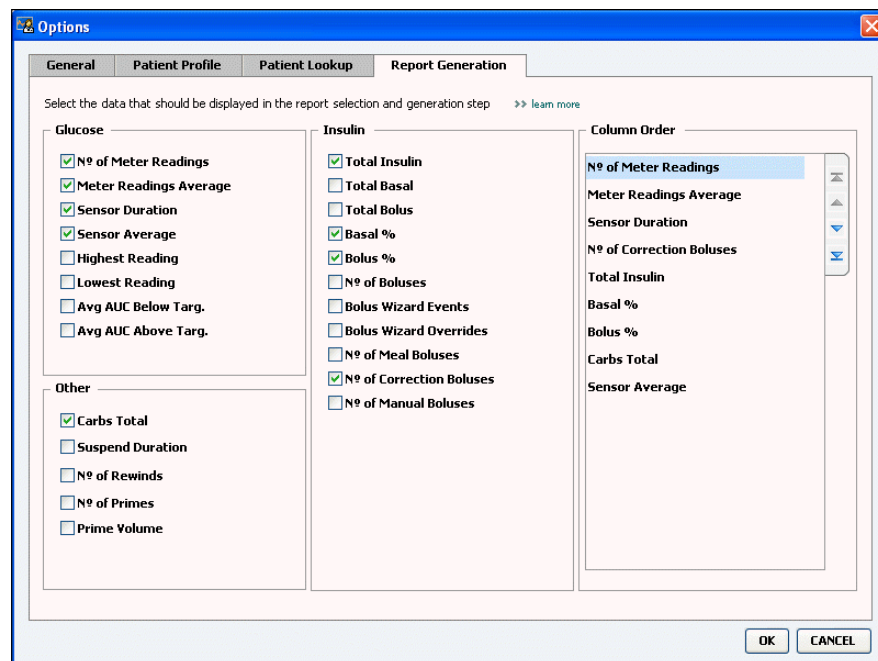 Options
General
Patient Profile
Patient Lookup
Report Generation
Select the data that should be displayed in the report selection and generation step >> learn more
Glucose
Nº of Meter Readings
Meter Readings Average
Sensor Duration
Sensor Average
Highest Reading
Lowest Reading
Avg AUC Below Targ.
Avg AUC Above Targ.
Other
Carbs Total
Suspend Duration
Nº of Rewinds
Nº of Primes
Prime Volume
Insulin
Total Insulin
Total Basal
Total Bolus
Basal %
Bolus %
Nº of Boluses
Bolus Wizard Events
Bolus Wizard Overrides
Nº of Meal Boluses
Nº of Correction Boluses
Nº of Manual Boluses
Column Order
Nº of Meter Readings
Meter Readings Average
Sensor Duration
Nº of Correction Boluses
Total Insulin
Basal %
Bolus %
Carbs Total
Sensor Average
OK
CANCEL